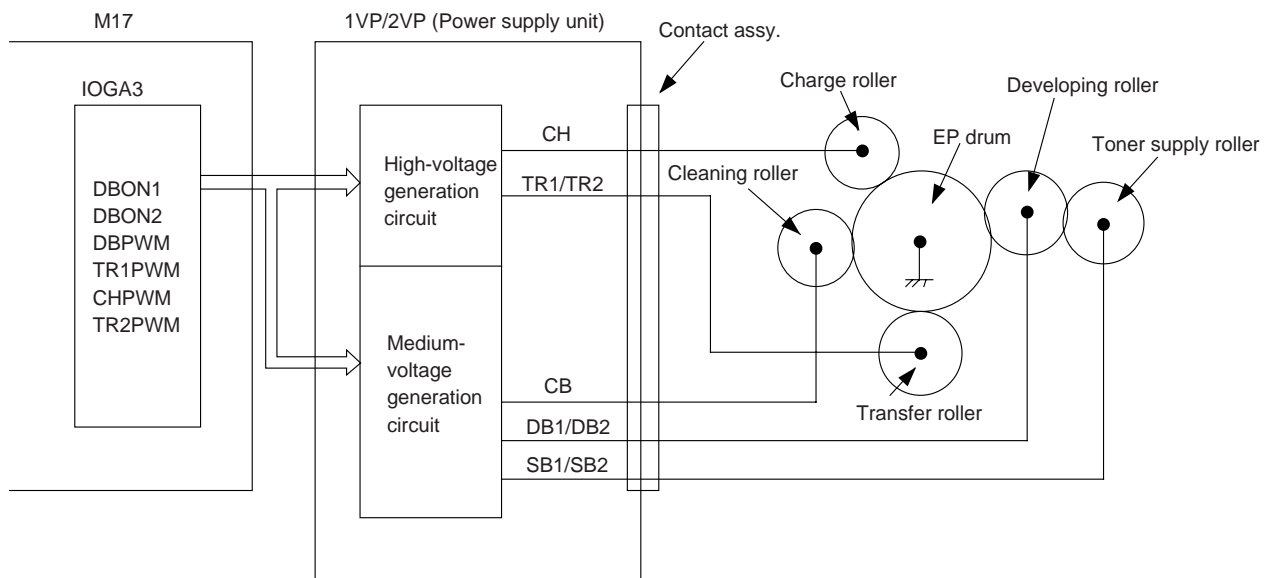 M17
1VP/2VP (Power supply unit)
Contact assy.
IOGA3
DBON1
DBON2
DBPWM
TR1PWM
CHPWM
TR2PWM
High-voltage
generation
circuit
Medium-
voltage
generation
circuit
CH
TR1/TR2
CB
DB1/DB2
SB1/SB2
Charge roller
Developing roller
EP drum
Toner supply roller
Cleaning roller
Transfer roller